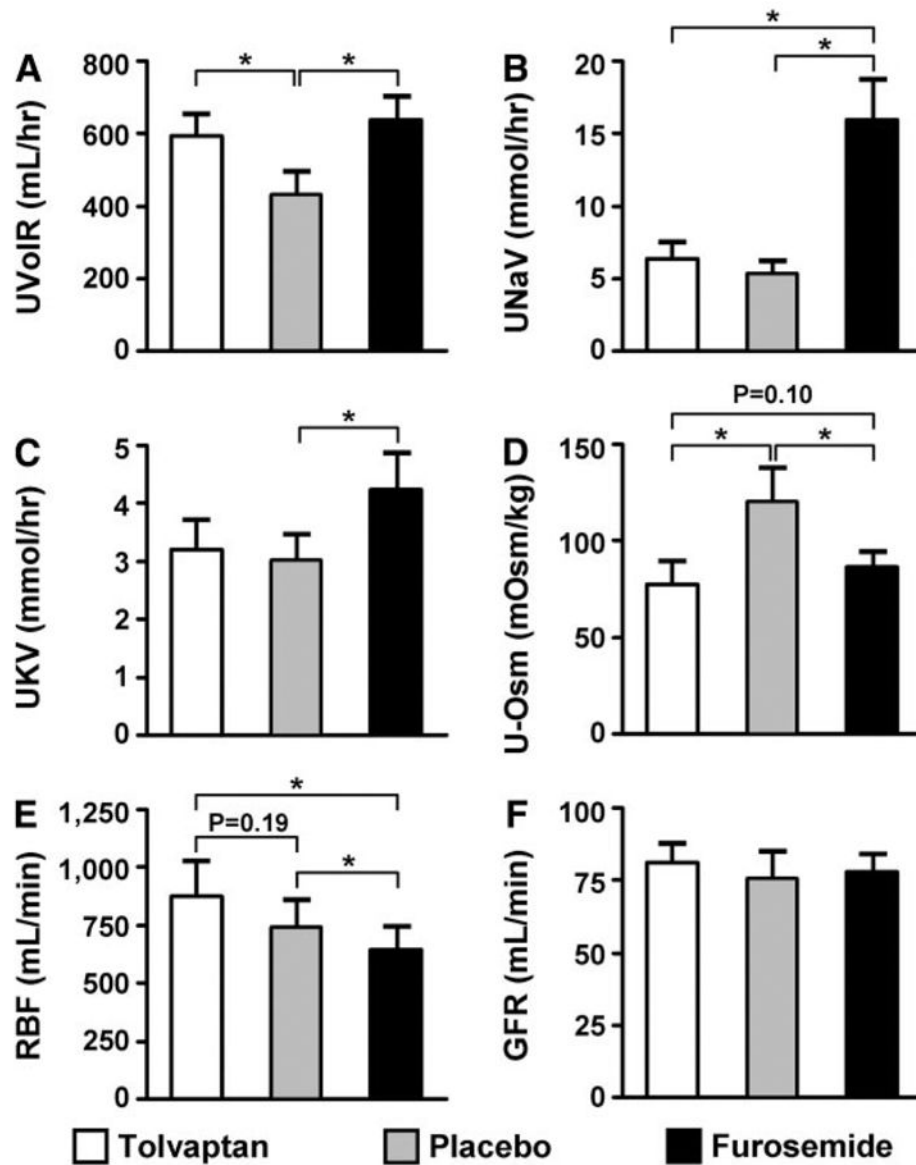 A
UVolR (mL/hr)
800
600
400
200
0
*
*
B
UNaV (mmol/hr)
20
15
10
5
0
*
*
C
UKV (mmol/hr)
5
4
3
2
1
0
*
D
U-Osm (mOsm/kg)
150
100
50
0
P=0.10
*
*
E
RBF (mL/min)
1,250
1,000
750
500
250
0
*
P=0.19
*
F
GFR (mL/min)
100
75
50
25
0
Tolvaptan
Placebo
Furosemide